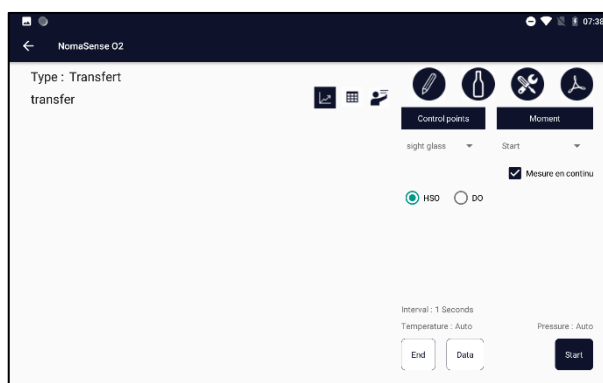 07:38
NomaSense O2
Type : Transfert
transfer
Control points
Moment
sight glass
Start
Mesure en continu
HSO
DO
Interval : 1 Seconds
Temperature : Auto
Pressure : Auto
End
Data
Start